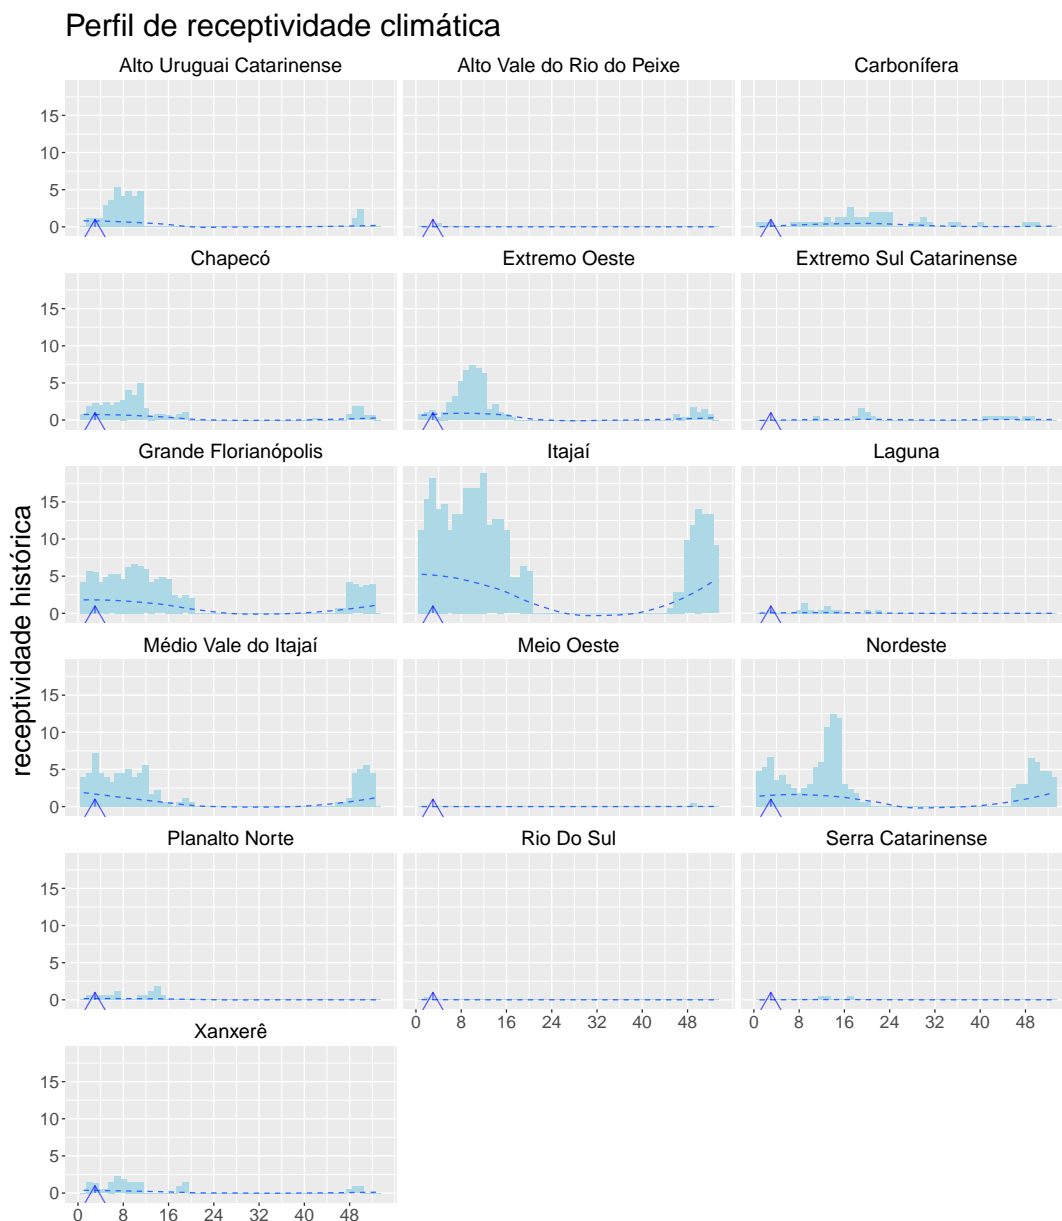 Perfil de receptividade climática
Alto Uruguai Catarinense
Alto Vale do Rio do Peixe
Carbonífera
15
10
5
0
Chapecó
Extremo Oeste
Extremo Sul Catarinense
15
10
5
0
Grande Florianópolis
Itajaí
Laguna
15
10
5
0
receptividade histórica
Médio Vale do Itajaí
Meio Oeste
Nordeste
15
10
5
0
Planalto Norte
Rio Do Sul
Serra Catarinense
15
10
5
0
0 8 16 24 32 40 48
0 8 16 24 32 40 48
Xanxerê
15
10
5
0
0 8 16 24 32 40 48